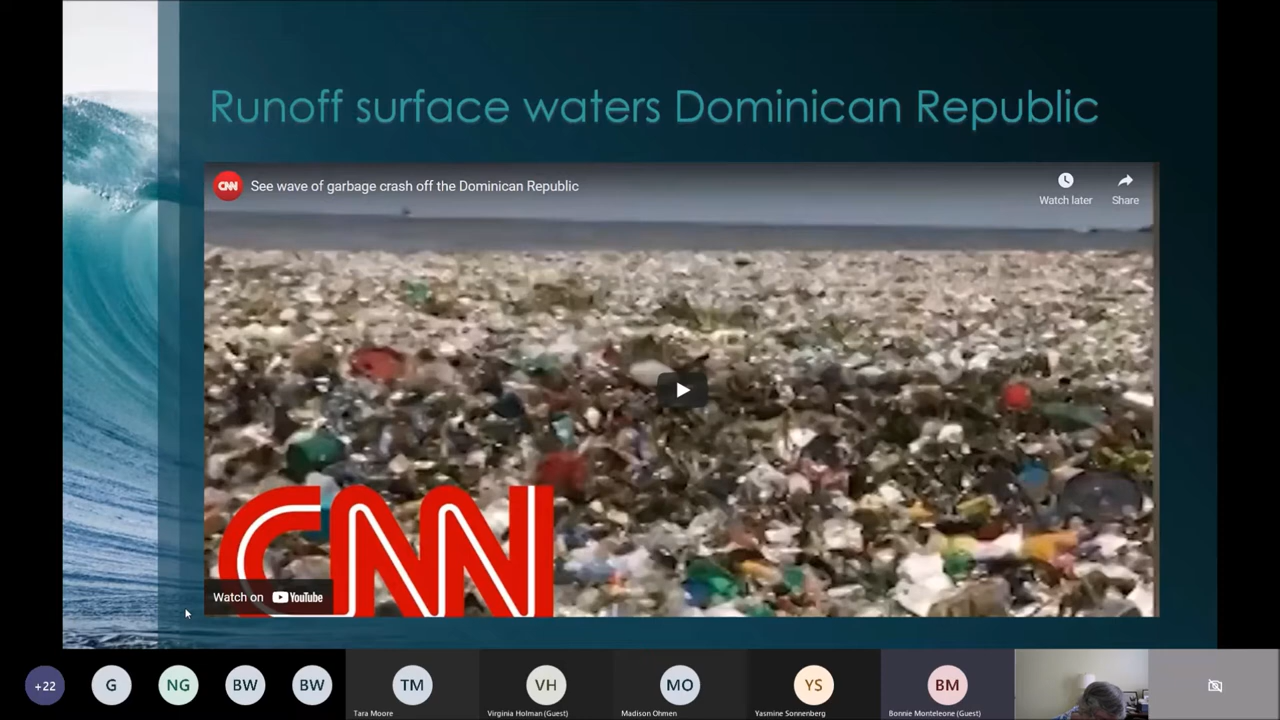 Runoff surface waters Dominican Republic
CNN
See wave of garbage crash off the Dominican Republic
Watch later
Share
CNN
Watch on YouTube
+22
G
NG
BW
BW
TM
VH
MO
YS
BM
Tara Moore
Virginia Holman (Guest)
Madison Ohmen
Yasmine Sonnenberg
Bonnie Monteleone (Guest)